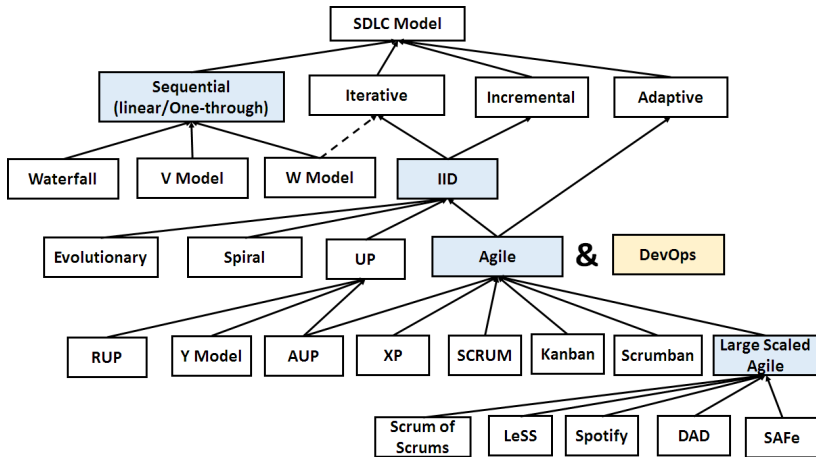 SDLC Model
Sequential
(linear/One-through)
Iterative
Incremental
Adaptive
Waterfall
V Model
W Model
IID
Evolutionary
Spiral
UP
Agile
&
DevOps
RUP
Y Model
AUP
XP
SCRUM
Kanban
Scrumban
Large Scaled
Agile
Scrum of
Scrums
LeSS
Spotify
DAD
SAFe